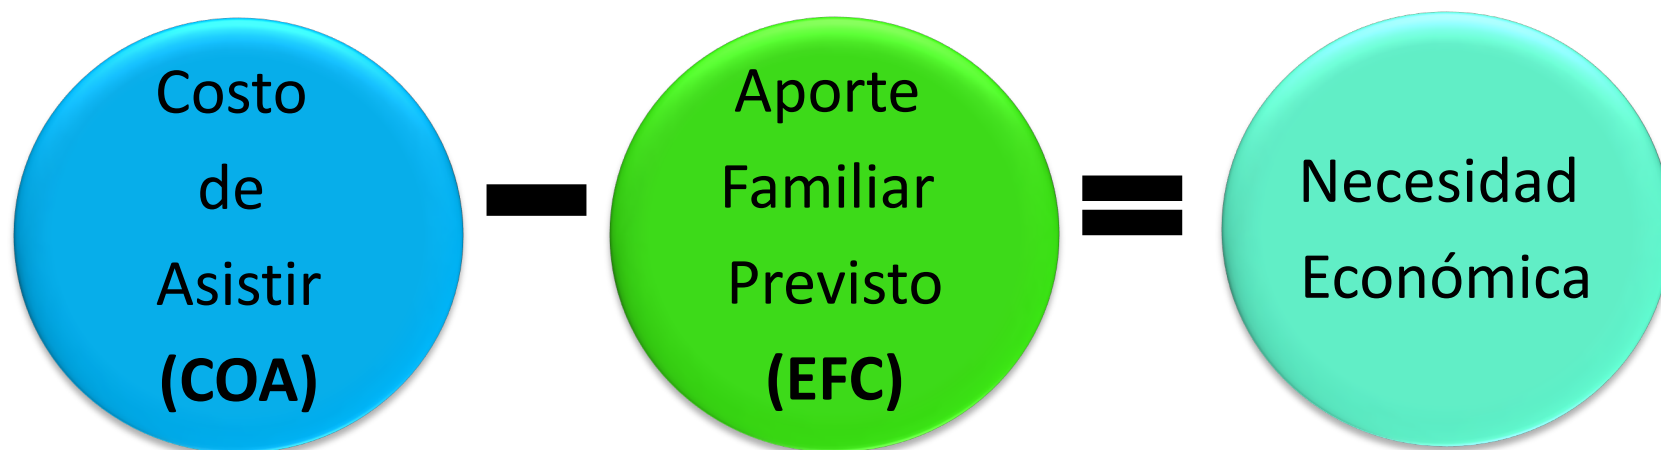 Costo
de
Asistir
(COA)
Aporte
Familiar
Previsto
(EFC)
Necesidad
Económica